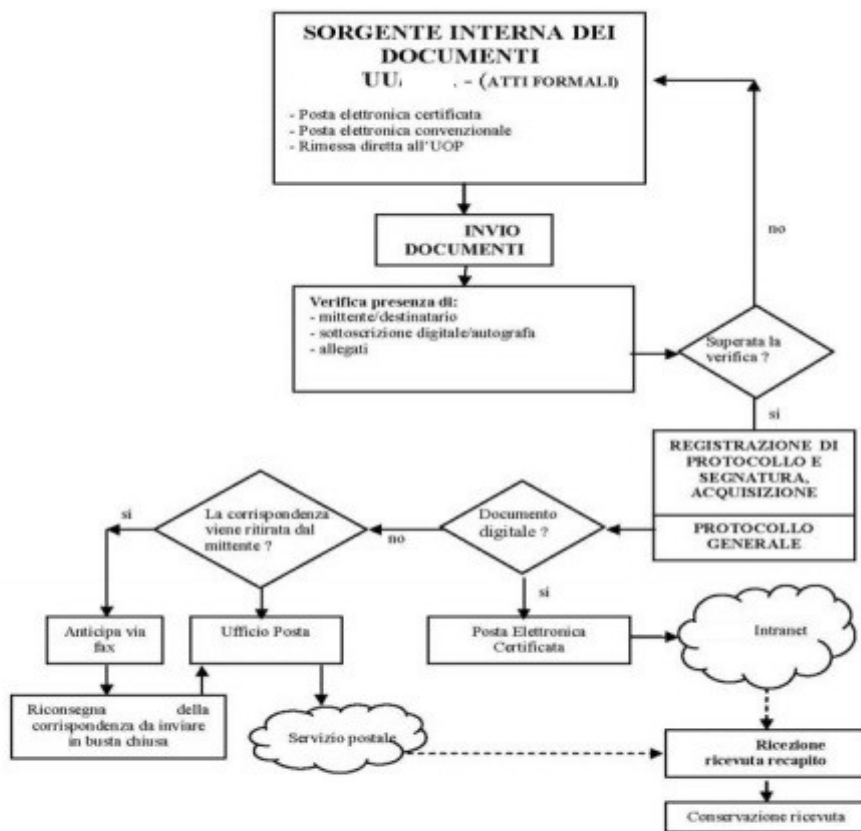 SORGENTE INTERNA DEI
DOCUMENTI
UU. . - (ATTI FORMALI)
- Posta elettronica certificata
- Posta elettronica convenzionale
- Rimessa diretta all'UOP
no
INVIO
DOCUMENTI
Verifica presenza di:
- mittente/destinatario
- sottoscrizione digitale/autografa
- allegati
Superata la
verifica ?
si
REGISTRAZIONE DI
PROTOCOLLO E
SEGNATURA,
ACQUISIZIONE
PROTOCOLLO
GENERALE
Documento
digitale ?
no
si
La corrispondenza
viene ritirata dal
mittente ?
si
Anticipa via
fax
Ufficio Posta
Posta Elettronica
Certificata
Intranet
Riconsegna della
corrispondenza da inviare
in busta chiusa
Servizio postale
Ricezione
ricevuta recapito
Conservazione ricevuta